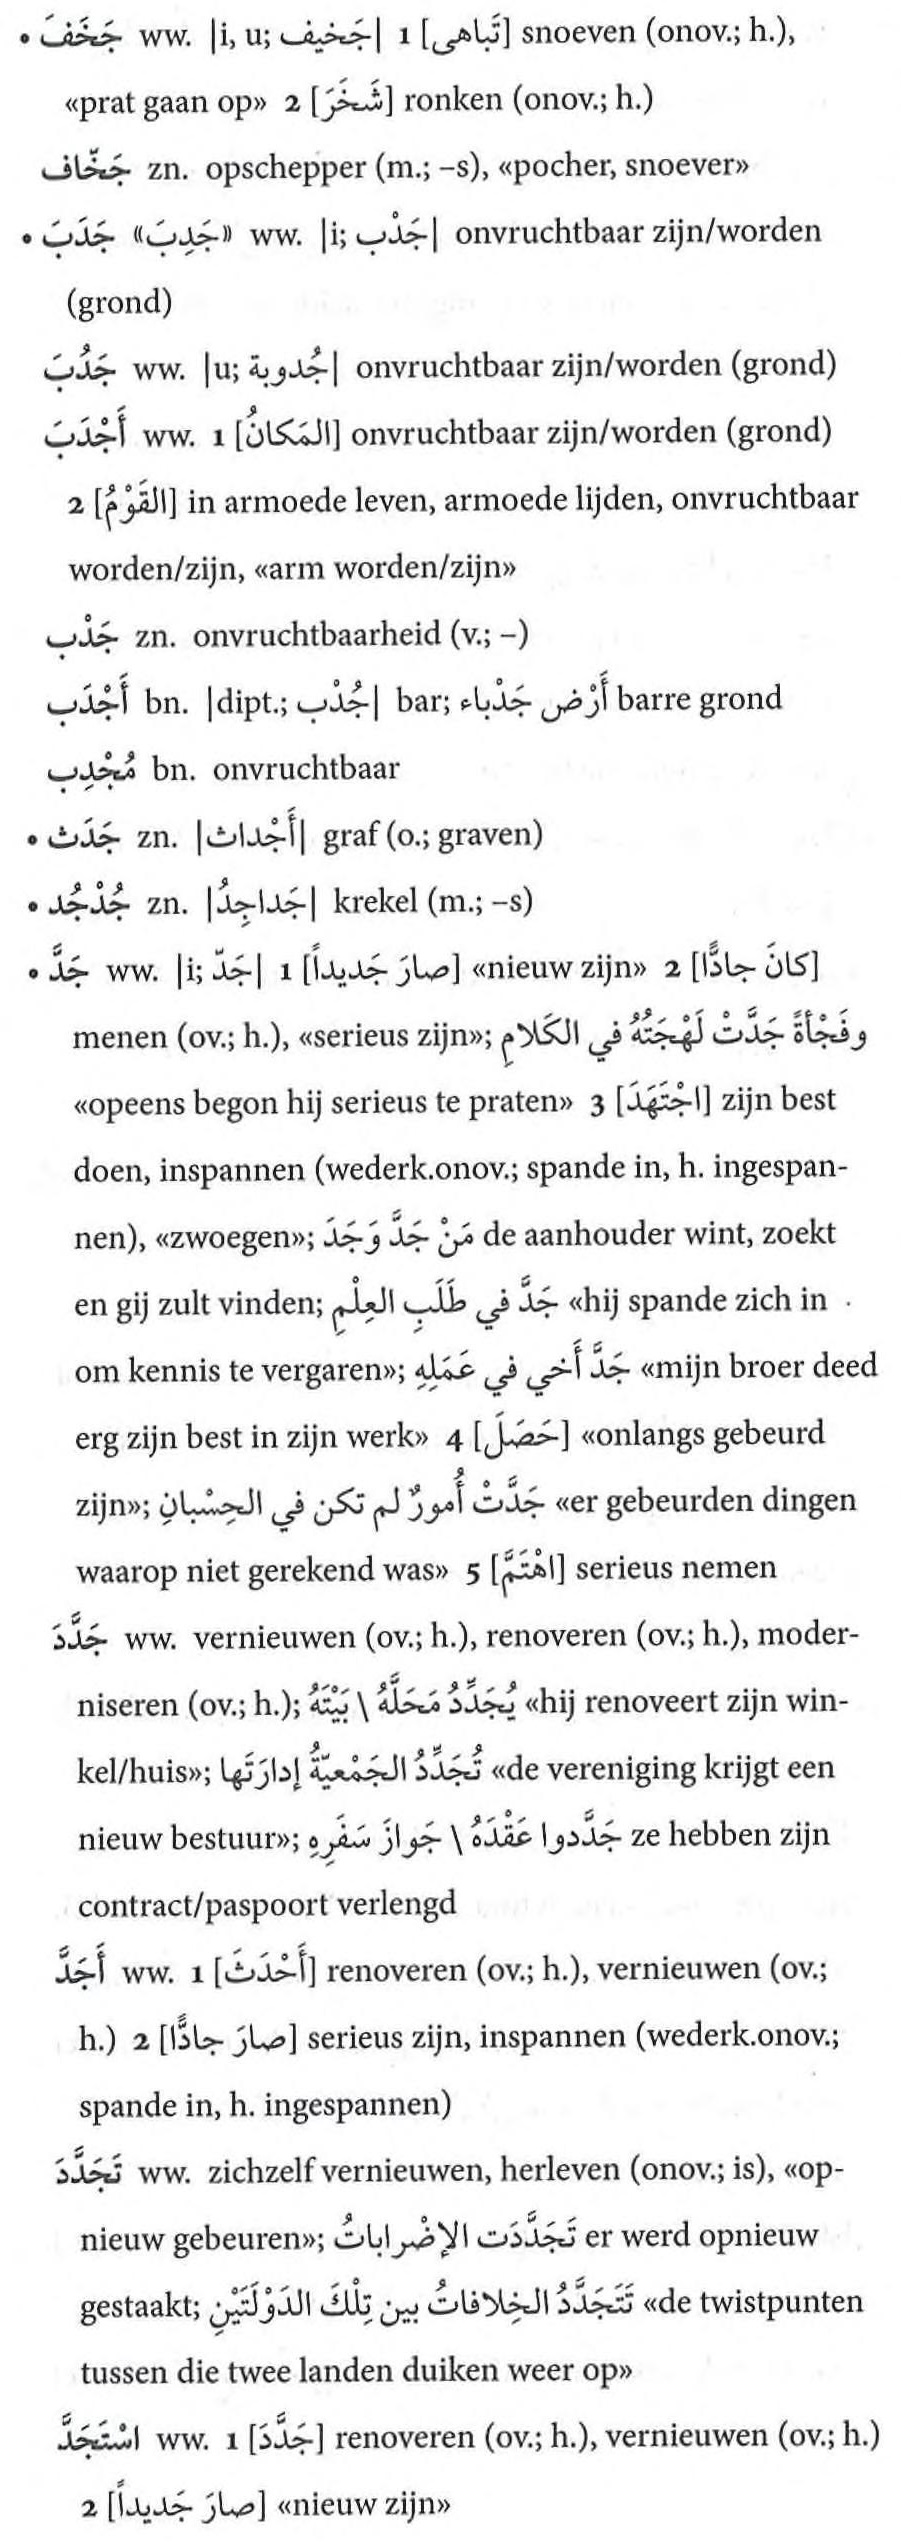 • جَخَفَ ww. |i, u; جَخيف| 1 [تَباهى] snoeven (onov.; h.),
«prat gaan op» 2 [شَخَرَ] ronken (onov.; h.)
جَخّاف zn. opschepper (m.; –s), «pocher, snoever»
• جَدَبَ «جَدِبَ» ww. |i; جَدْب| onvruchtbaar zijn/worden
(grond)
جَدُبَ ww. |u; جُدوبة| onvruchtbaar zijn/worden (grond)
أَجْدَبَ ww. 1 [المَكانُ] onvruchtbaar zijn/worden (grond)
2 [القَوْمُ] in armoede leven, armoede lijden, onvruchtbaar
worden/zijn, «arm worden/zijn»
جَدْب zn. onvruchtbaarheid (v.; –)
أَجْدَب bn. |dipt.; جُدْب| bar; أَرْض جَدْباء barre grond
مُجْدِب bn. onvruchtbaar
• جَدَث zn. |أَجْداث| graf (o.; graven)
• جُدْجُد zn. |جَداجِدُ| krekel (m.; –s)
• جَدَّ ww. |i; جَدّ| 1 [صارَ جَديداً] «nieuw zijn» 2 [كانَ جادًّا]
menen (ov.; h.), «serieus zijn»; وفَجْأةً جَدَّتْ لَهْجَتُهُ في الكَلامِ
«opeens begon hij serieus te praten» 3 [اجْتَهَدَ] zijn best
doen, inspannen (wederk.onov.; spande in, h. ingespan-
nen), «zwoegen»; مَنْ جَدَّ وَجَدَ de aanhouder wint, zoekt
en gij zult vinden; جَدَّ في طَلَبِ العِلْمِ «hij spande zich in
om kennis te vergaren»; جَدَّ أَخي في عَمَلِهِ «mijn broer deed
erg zijn best in zijn werk» 4 [حَصَلَ] «onlangs gebeurd
zijn»; جَدَّتْ أُمورٌ لم تكن في الحِسْبانِ «er gebeurden dingen
waarop niet gerekend was» 5 [اهْتَمَّ] serieus nemen
جَدَّدَ ww. vernieuwen (ov.; h.), renoveren (ov.; h.), moder-
niseren (ov.; h.); يُجَدِّدُ مَحَلَّهُ \ بَيْتَهُ «hij renoveert zijn win-
kel/huis»; تُجَدِّدُ الجَمْعيّةُ إدارَتَها «de vereniging krijgt een
nieuw bestuur»; جَدَّدوا عَقْدَهُ \ جَوازَ سَفَرِهِ ze hebben zijn
contract/paspoort verlengd
أَجَدَّ ww. 1 [أَحْدَثَ] renoveren (ov.; h.), vernieuwen (ov.;
h.) 2 [صارَ جادًّا] serieus zijn, inspannen (wederk.onov.;
spande in, h. ingespannen)
تَجَدَّدَ ww. zichzelf vernieuwen, herleven (onov.; is), «op-
nieuw gebeuren»; تَجَدَّدَت الإضْراباتُ er werd opnieuw
gestaakt; تَتَجَدَّدُ الخِلافاتُ بين تِلْكَ الدَوْلَتَيْنِ «de twistpunten
tussen die twee landen duiken weer op»
اسْتَجَدَّ ww. 1 [جَدَّدَ] renoveren (ov.; h.), vernieuwen (ov.; h.)
2 [صارَ جَديداً] «nieuw zijn»